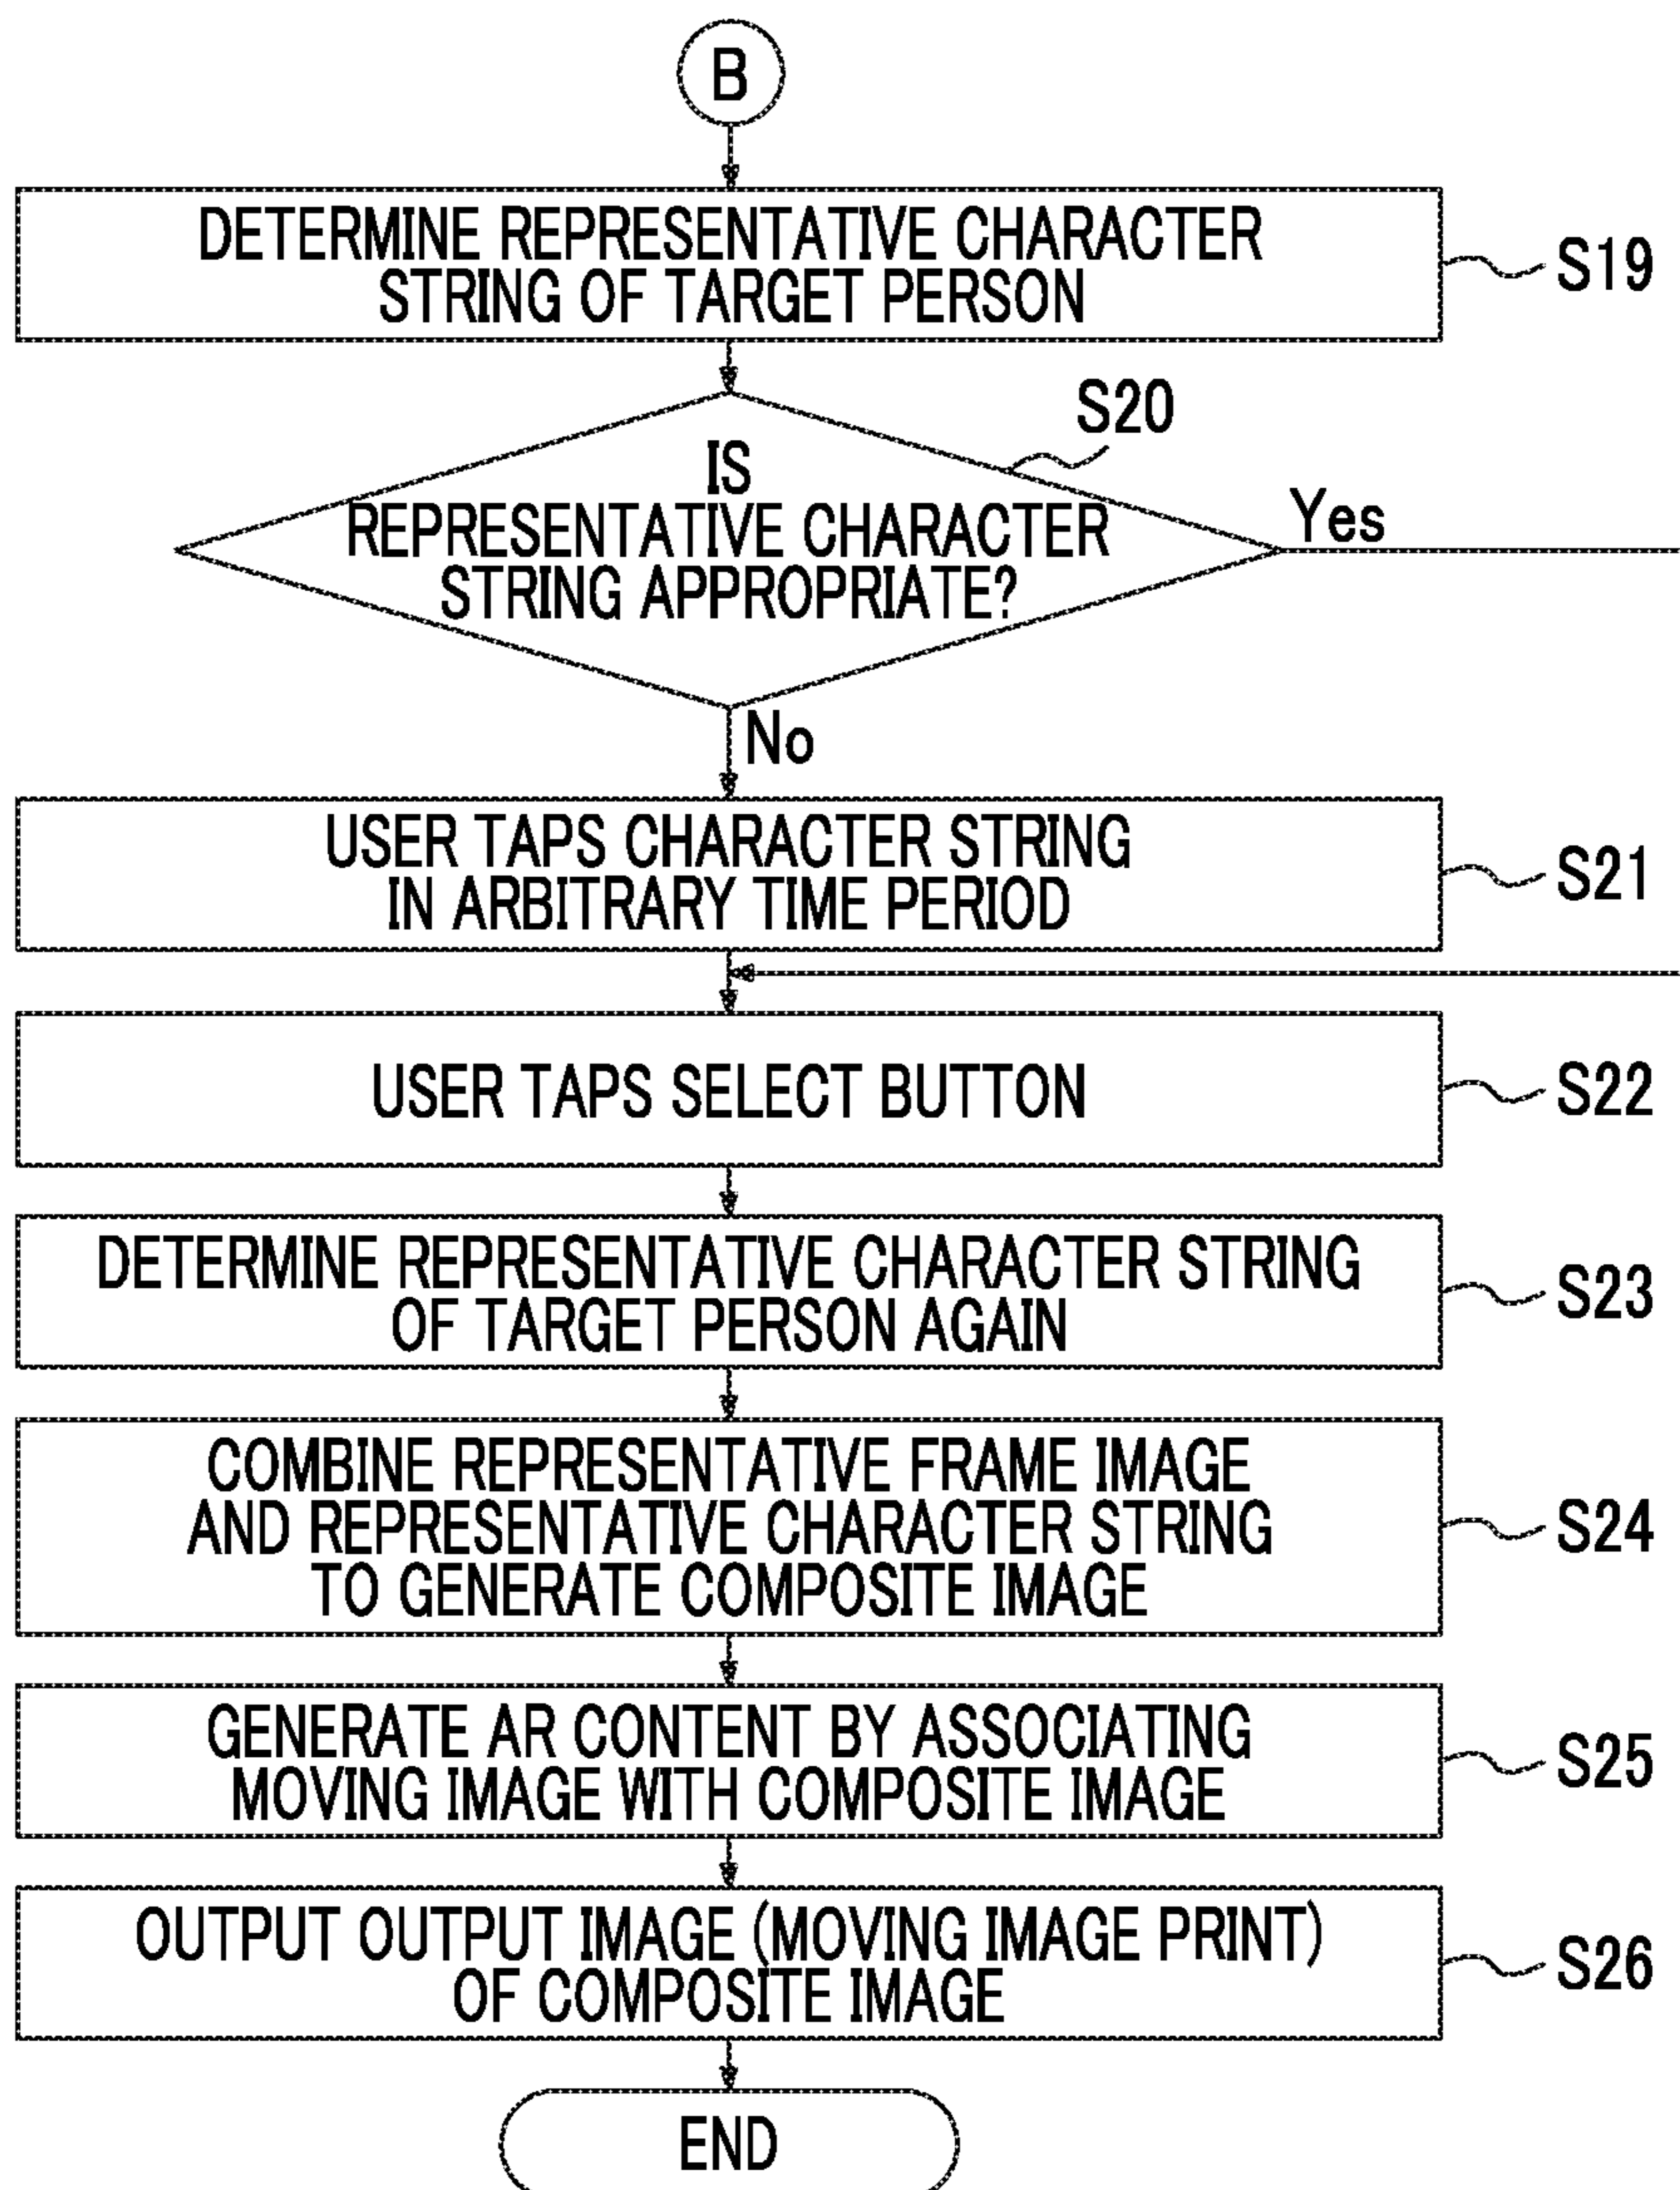 B
DETERMINE REPRESENTATIVE CHARACTER
STRING OF TARGET PERSON
S19
S20
IS
REPRESENTATIVE CHARACTER
STRING APPROPRIATE?
Yes
No
USER TAPS CHARACTER STRING
IN ARBITRARY TIME PERIOD
S21
USER TAPS SELECT BUTTON
S22
DETERMINE REPRESENTATIVE CHARACTER STRING
OF TARGET PERSON AGAIN
S23
COMBINE REPRESENTATIVE FRAME IMAGE
AND REPRESENTATIVE CHARACTER STRING
TO GENERATE COMPOSITE IMAGE
S24
GENERATE AR CONTENT BY ASSOCIATING
MOVING IMAGE WITH COMPOSITE IMAGE
S25
OUTPUT OUTPUT IMAGE (MOVING IMAGE PRINT)
OF COMPOSITE IMAGE
S26
END